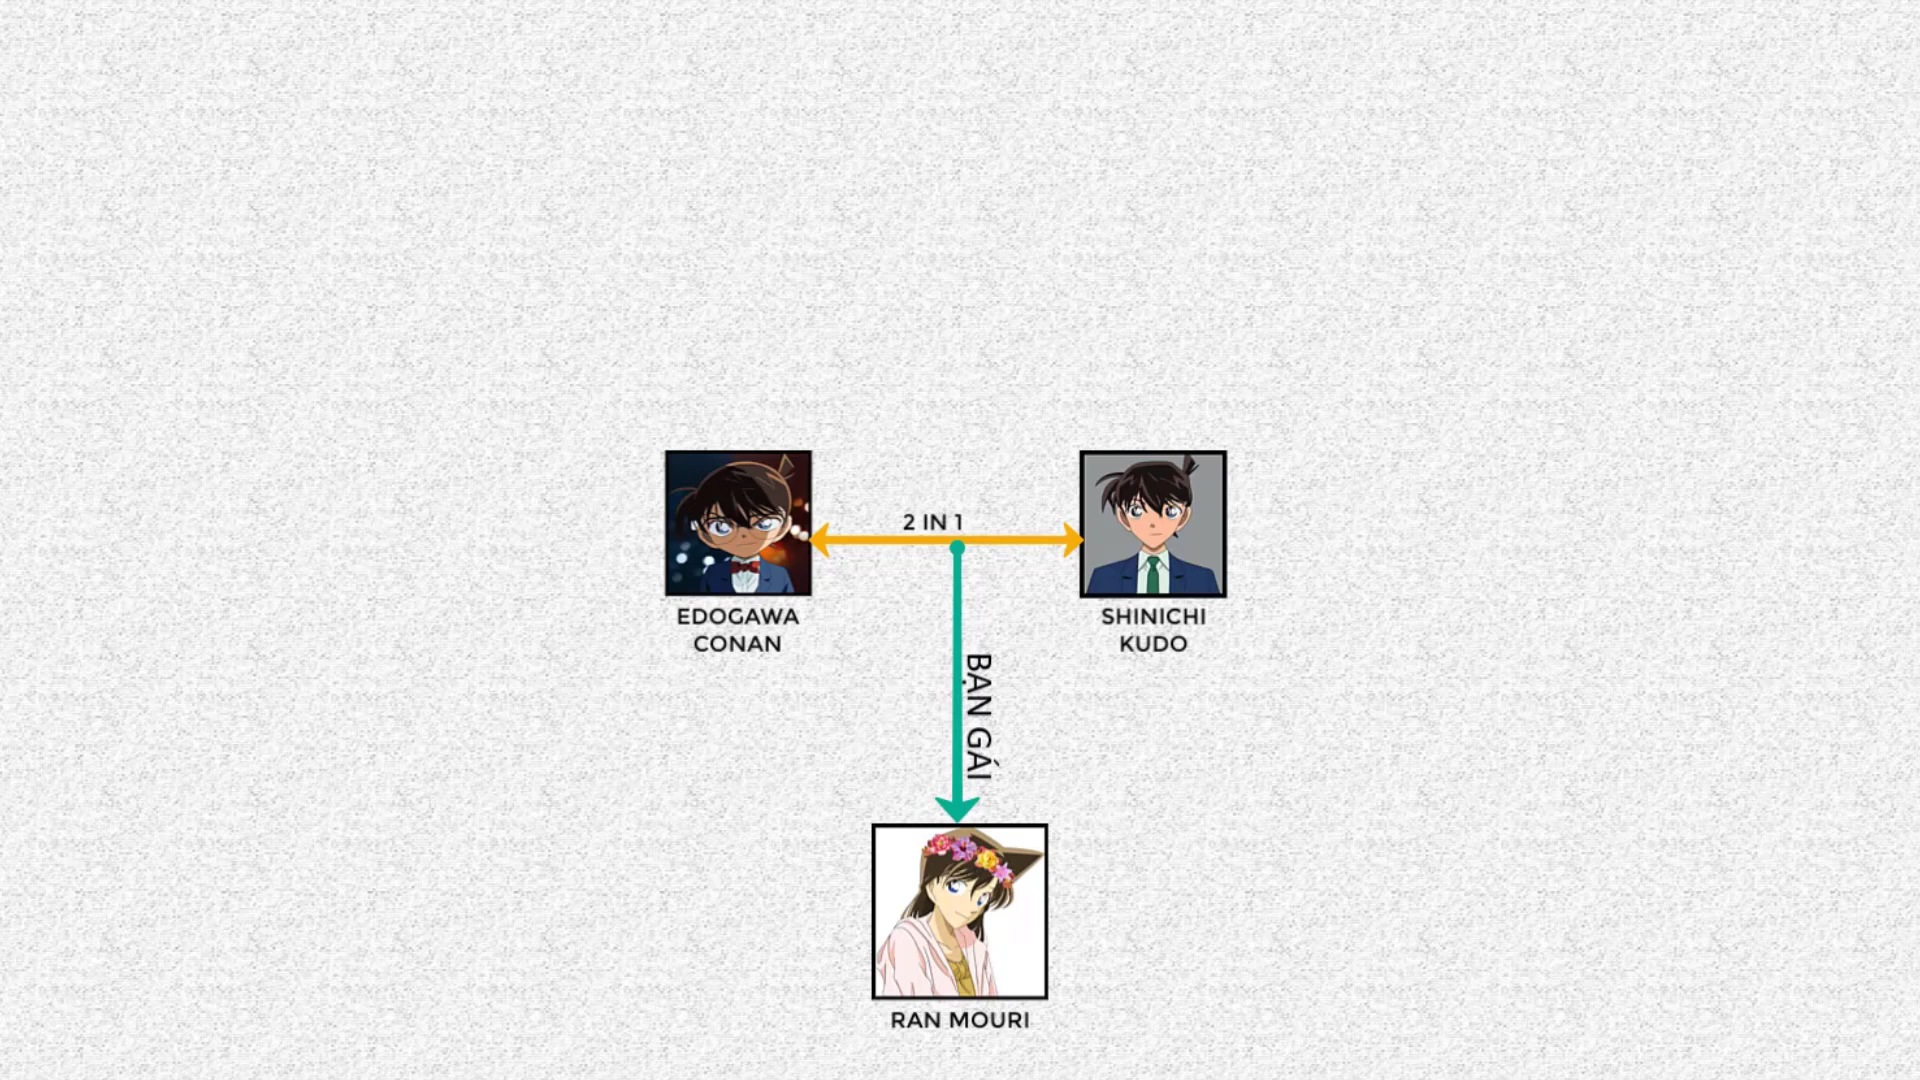 2 IN 1
EDOGAWA
CONAN
SHINICHI
KUDO
BẠN GÁI
RAN MOURI